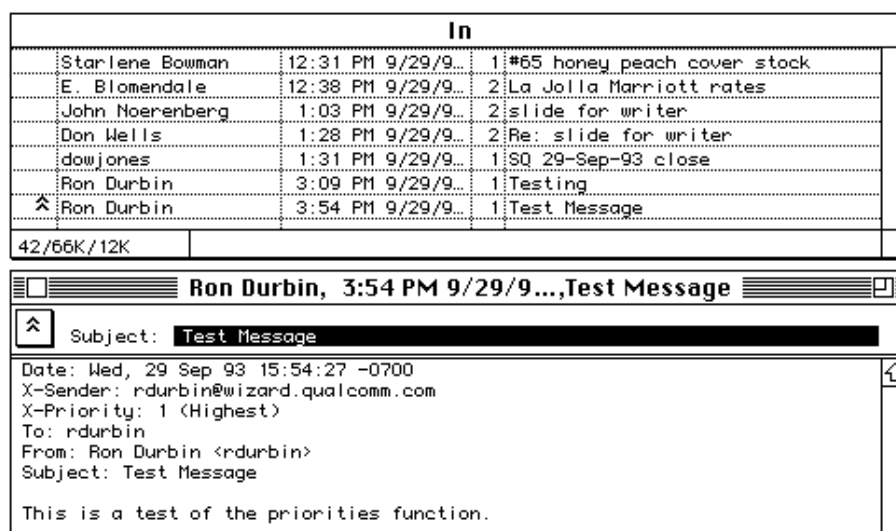 In
Starlene Bowman 12:31 PM 9/29/9… 1 #65 honey peach cover stock
E. Blomendale 12:38 PM 9/29/9… 2 La Jolla Marriott rates
John Noerenberg 1:03 PM 9/29/9… 2 slide for writer
Don Wells 1:28 PM 9/29/9… 2 Re: slide for writer
dowjones 1:31 PM 9/29/9… 1 SQ 29-Sep-93 close
Ron Durbin 3:09 PM 9/29/9… 1 Testing
Ron Durbin 3:54 PM 9/29/9… 1 Test Message
42/66K/12K
Ron Durbin, 3:54 PM 9/29/9...,Test Message
Subject: Test Message
Date: Wed, 29 Sep 93 15:54:27 -0700
X-Sender: rdurbin@wizard.qualcomm.com
X-Priority: 1 (Highest)
To: rdurbin
From: Ron Durbin <rdurbin>
Subject: Test Message
This is a test of the priorities function.